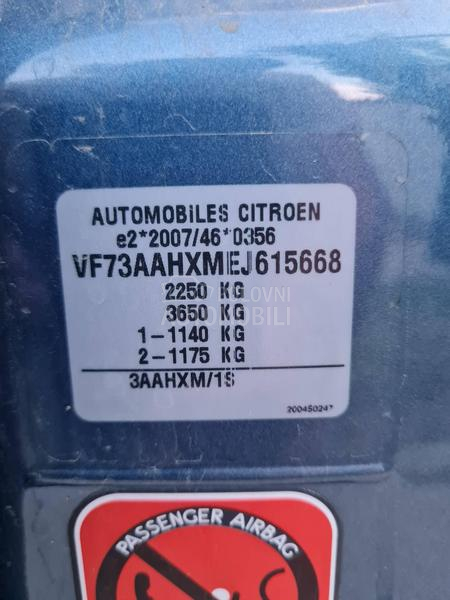 AUTOMOBILES CITROEN
e2*2007/46*0356
VF73AAHXMEJ615668
2250 KG
3650 KG
1-1140 KG
2-1175 KG
3AAHXM/1S
PASSENGER AIRBAG